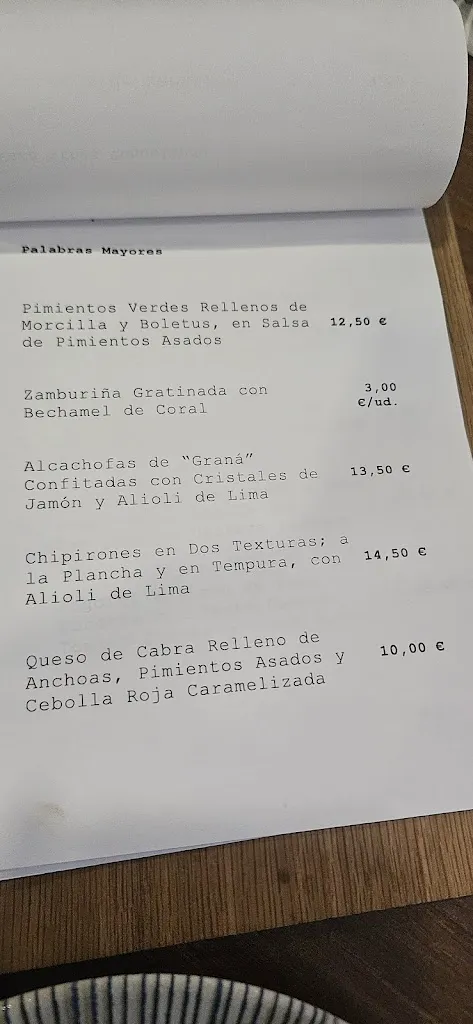 Palabras Mayores
Pimientos Verdes Rellenos de
Morcilla y Boletus, en Salsa 12,50 €
de Pimientos Asados
Zamburiña Gratinada con 3,00
Bechamel de Coral €/ud.
Alcachofas de “Graná”
Confitadas con Cristales de 13,50 €
Jamón y Alioli de Lima
Chipirones en Dos Texturas; a
la Plancha y en Tempura, con 14,50 €
Alioli de Lima
Queso de Cabra Relleno de
Anchoas, Pimientos Asados y 10,00 €
Cebolla Roja Caramelizada